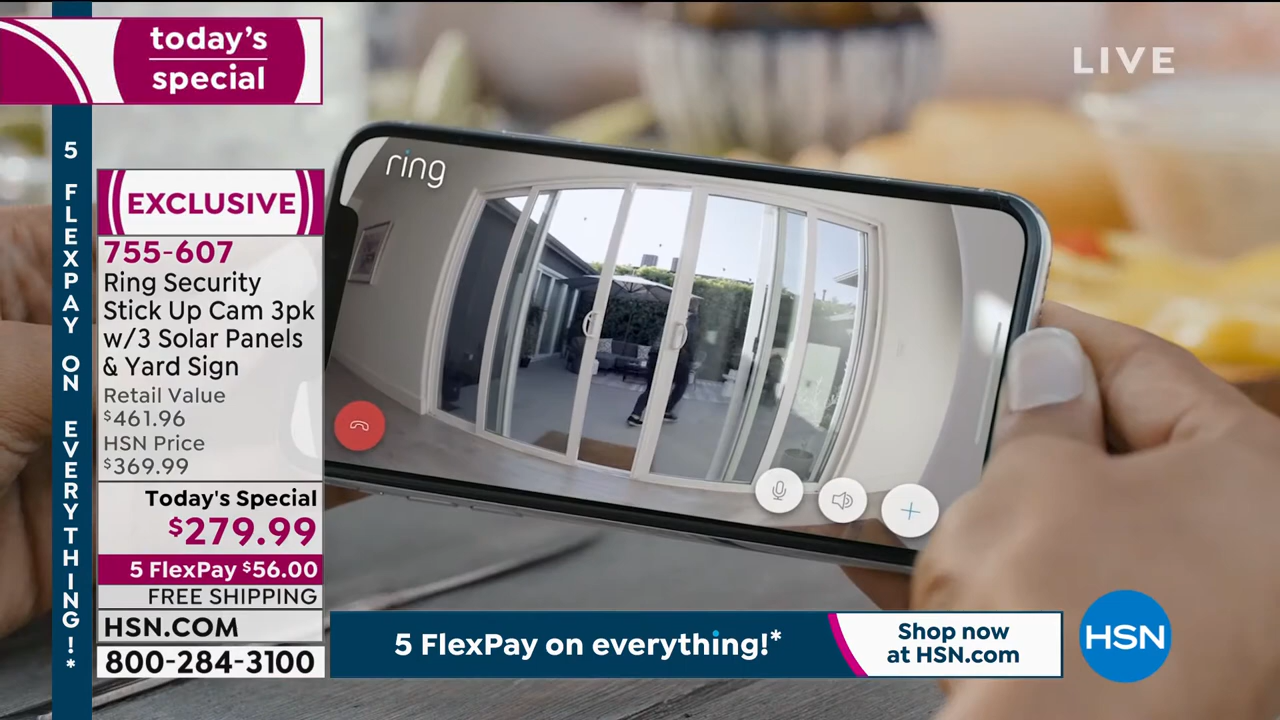 today's
special
LIVE
5 FLEXPAY ON EVERYTHING!*
EXCLUSIVE
755-607
Ring Security
Stick Up Cam 3pk
w/3 Solar Panels
& Yard Sign
Retail Value
$461.96
HSN Price
$369.99
Today's Special
$279.99
5 FlexPay $56.00
FREE SHIPPING
HSN.COM
800-284-3100
ring
5 FlexPay on everything!*
Shop now
at HSN.com
HSN